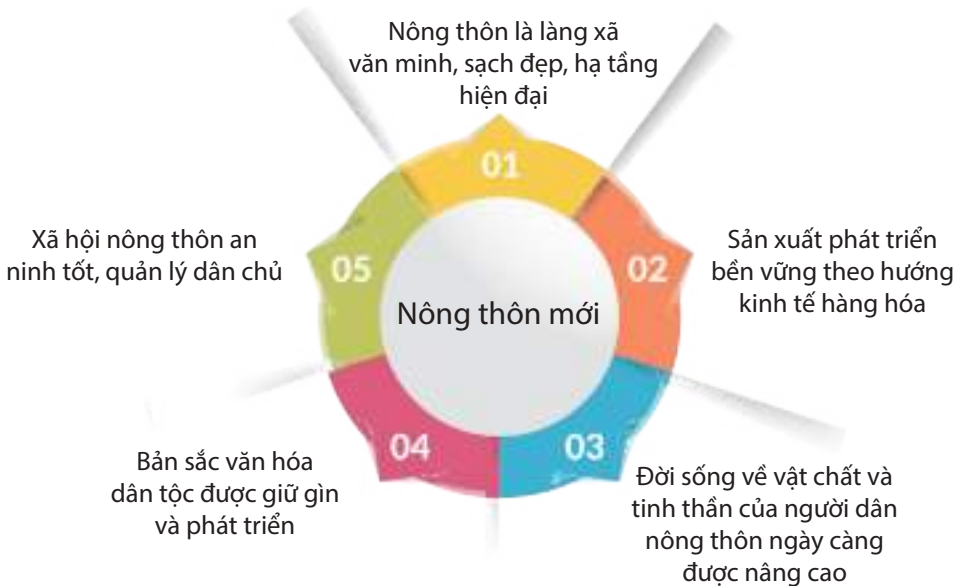 Nông thôn là làng xã
văn minh, sạch đẹp, hạ tầng
hiện đại
01
Sản xuất phát triển
bền vững theo hướng
kinh tế hàng hóa
02
Đời sống về vật chất và
tinh thần của người dân
nông thôn ngày càng
được nâng cao
03
Bản sắc văn hóa
dân tộc được giữ gìn
và phát triển
04
Xã hội nông thôn an
ninh tốt, quản lý dân chủ
05
Nông thôn mới